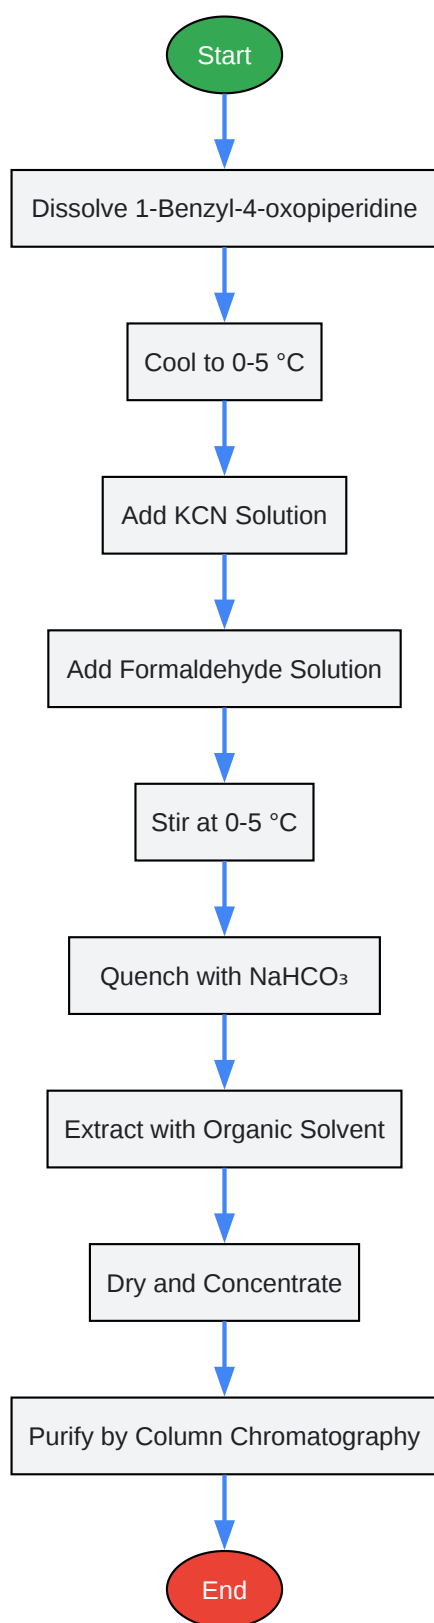 Start
Dissolve 1-Benzyl-4-oxopiperidine
Cool to 0-5 °C
Add KCN Solution
Add Formaldehyde Solution
Stir at 0-5 °C
Quench with NaHCO₃
Extract with Organic Solvent
Dry and Concentrate
Purify by Column Chromatography
End